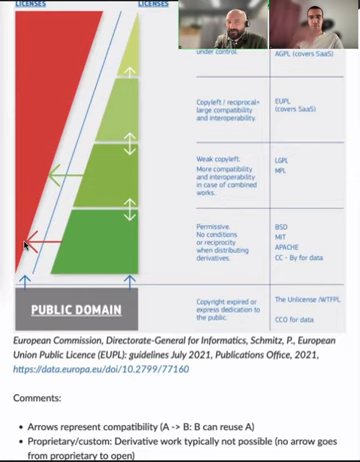 LICENSES
LICENSES
under control.
AGPL (covers SaaS)
Copyleft / reciprocal+
large compatibility
and interoperability.
EUPL
(covers SaaS)
Weak copyleft.
More compatibility
and interoperability
in case of combined
works.
LGPL
MPL
Permissive.
No conditions
or reciprocity
when distributing
derivatives.
BSD
MIT
APACHE
CC - By for data
PUBLIC DOMAIN
Copyright expired or
express dedication to
the public.
The Unlicense /WTFPL
CCO for data
European Commission, Directorate-General for Informatics, Schmitz, P., European
Union Public Licence (EUPL): guidelines July 2021, Publications Office, 2021,
https://data.europa.eu/doi/10.2799/77160
Comments:
• Arrows represent compatibility (A -> B: B can reuse A)
• Proprietary/custom: Derivative work typically not possible (no arrow goes
from proprietary to open)